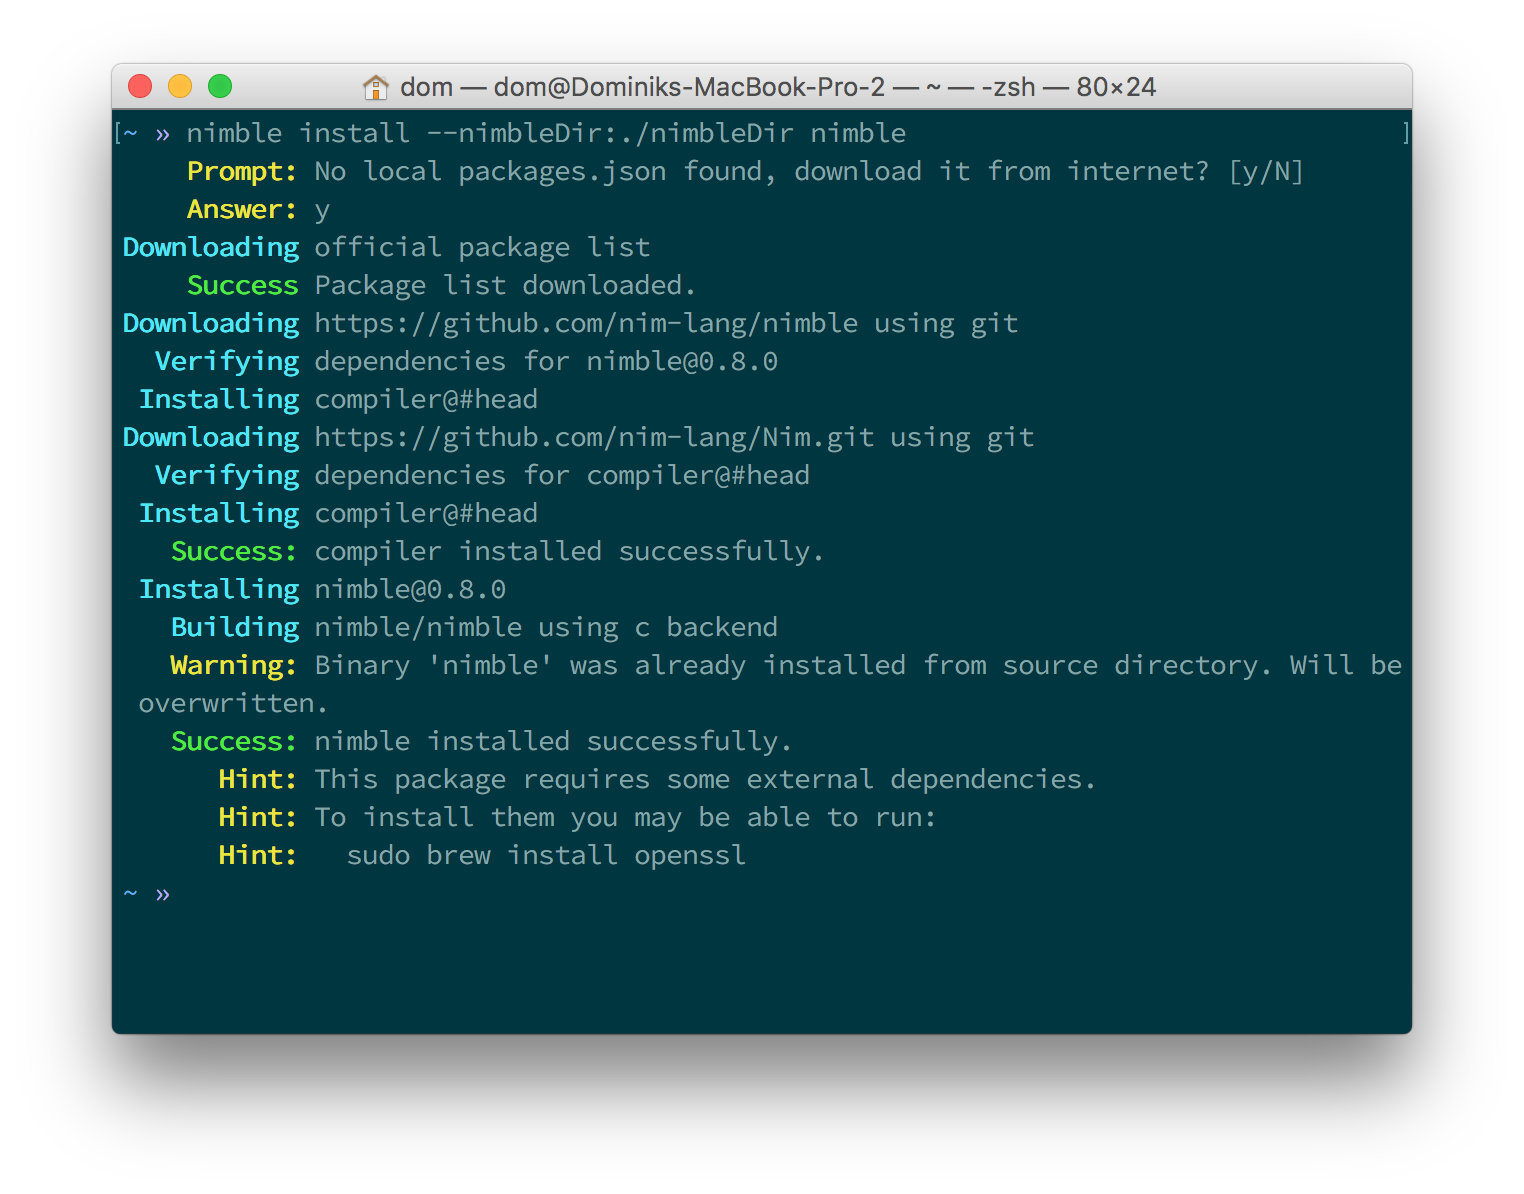 dom — dom@Dominiks-MacBook-Pro-2 — ~ — -zsh — 80×24
[~ » nimble install --nimbleDir:./nimbleDir nimble ]
Prompt: No local packages.json found, download it from internet? [y/N]
Answer: y
Downloading official package list
Success Package list downloaded.
Downloading https://github.com/nim-lang/nimble using git
Verifying dependencies for nimble@0.8.0
Installing compiler@#head
Downloading https://github.com/nim-lang/Nim.git using git
Verifying dependencies for compiler@#head
Installing compiler@#head
Success: compiler installed successfully.
Installing nimble@0.8.0
Building nimble/nimble using c backend
Warning: Binary 'nimble' was already installed from source directory. Will be
overwritten.
Success: nimble installed successfully.
Hint: This package requires some external dependencies.
Hint: To install them you may be able to run:
Hint:   sudo brew install openssl
~ »